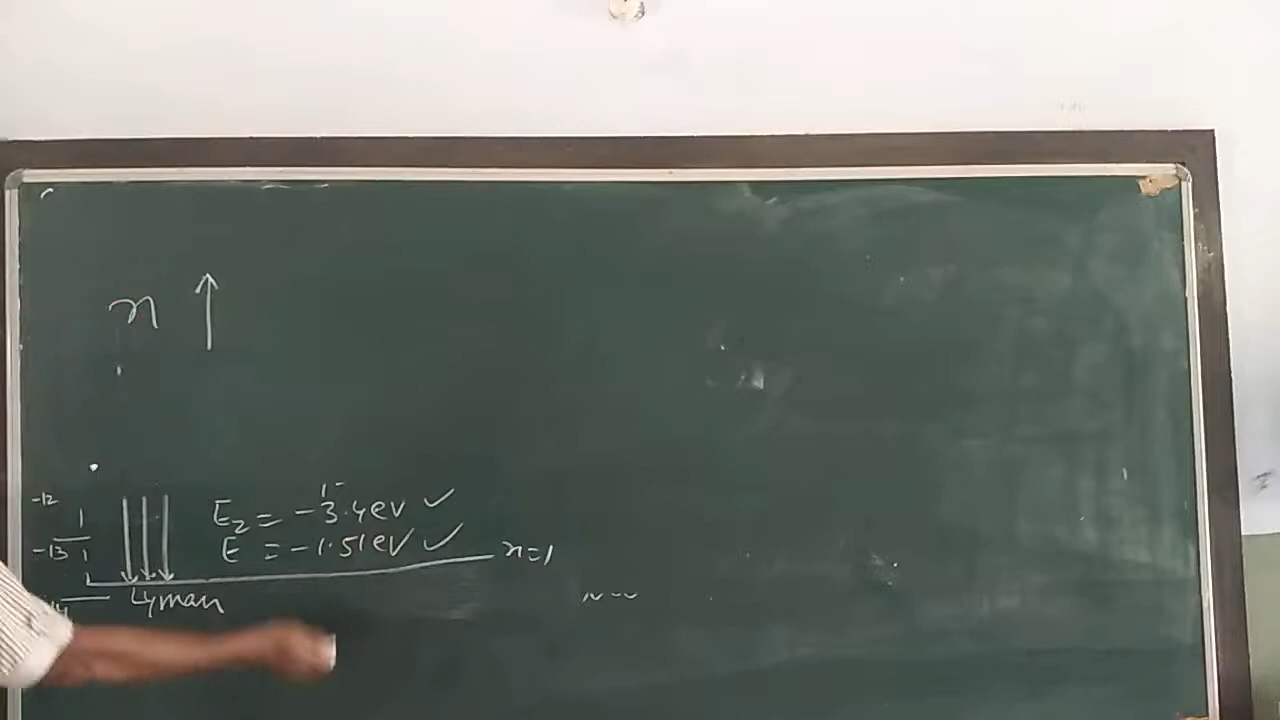 n ↑
-12
E₂ = -3.4ev ✓
-13
E = -1.51ev ✓
n=1
Lyman